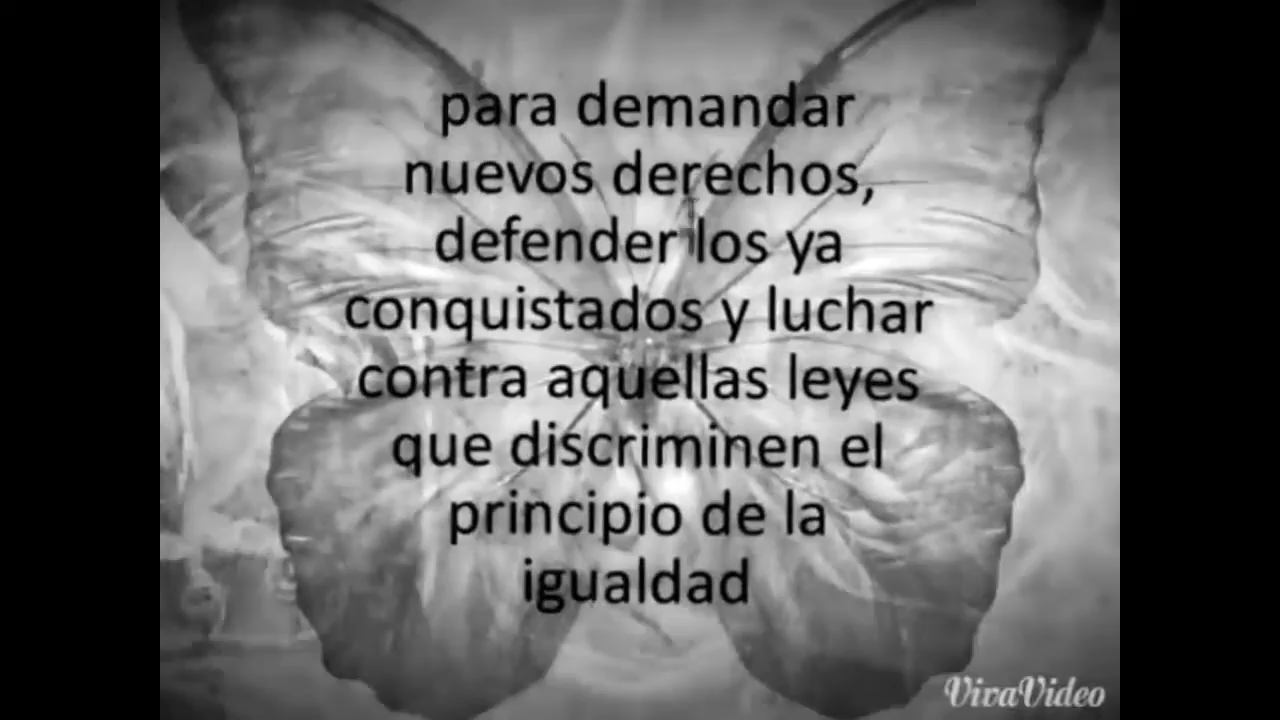 para demandar
nuevos derechos,
defender los ya
conquistados y luchar
contra aquellas leyes
que discriminen el
principio de la
igualdad
VivaVideo